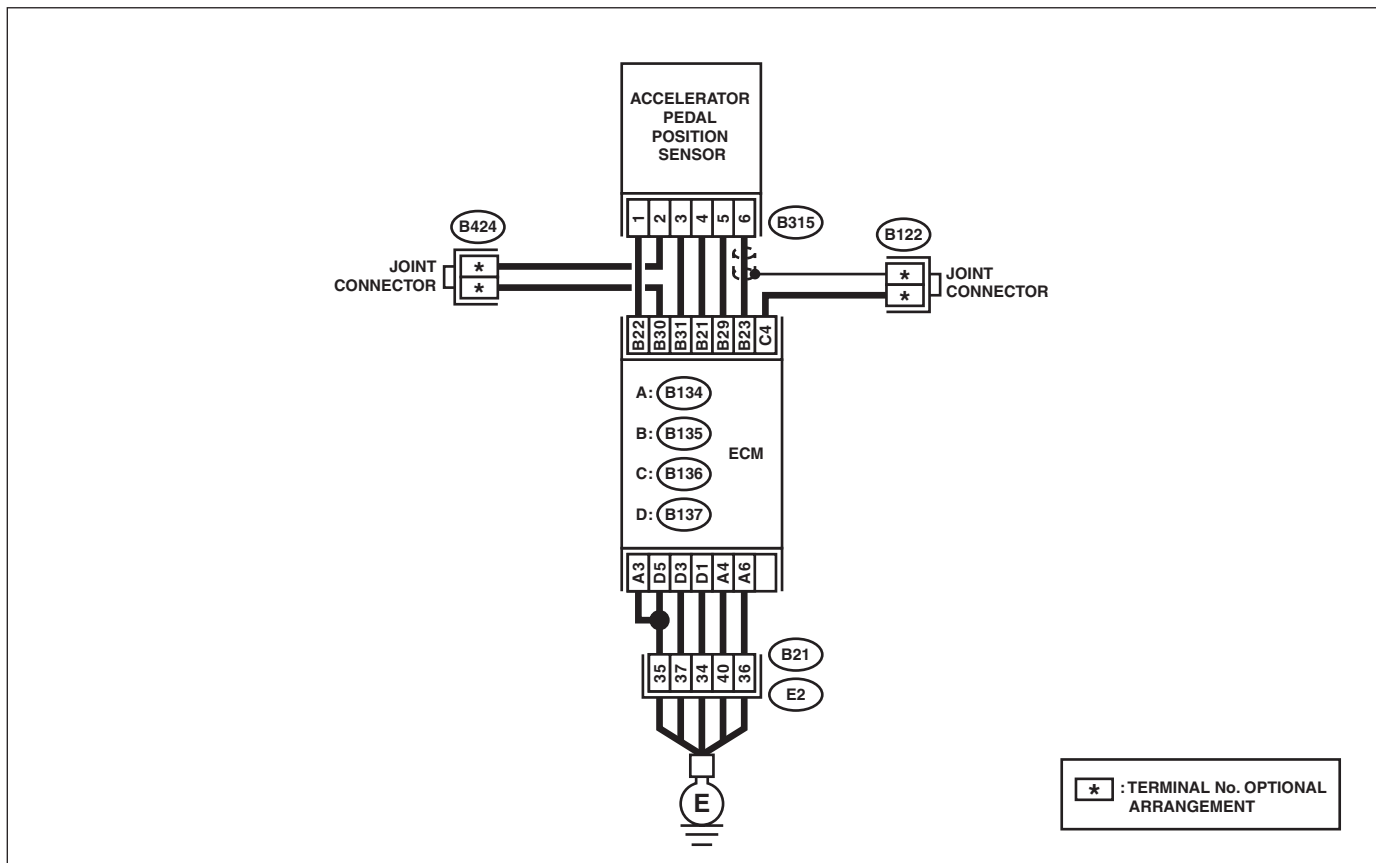 ACCELERATOR
PEDAL
POSITION
SENSOR
1 2 3 4 5 6
B315
B424
B122
JOINT
CONNECTOR
*
*
*
*
JOINT
CONNECTOR
B22 B30 B31 B21 B29 B23 C4
A: B134
B: B135
ECM
C: B136
D: B137
A3 D5 D3 D1 A4 A6
B21
35 37 34 40 36
E2
E
* : TERMINAL No. OPTIONAL
ARRANGEMENT